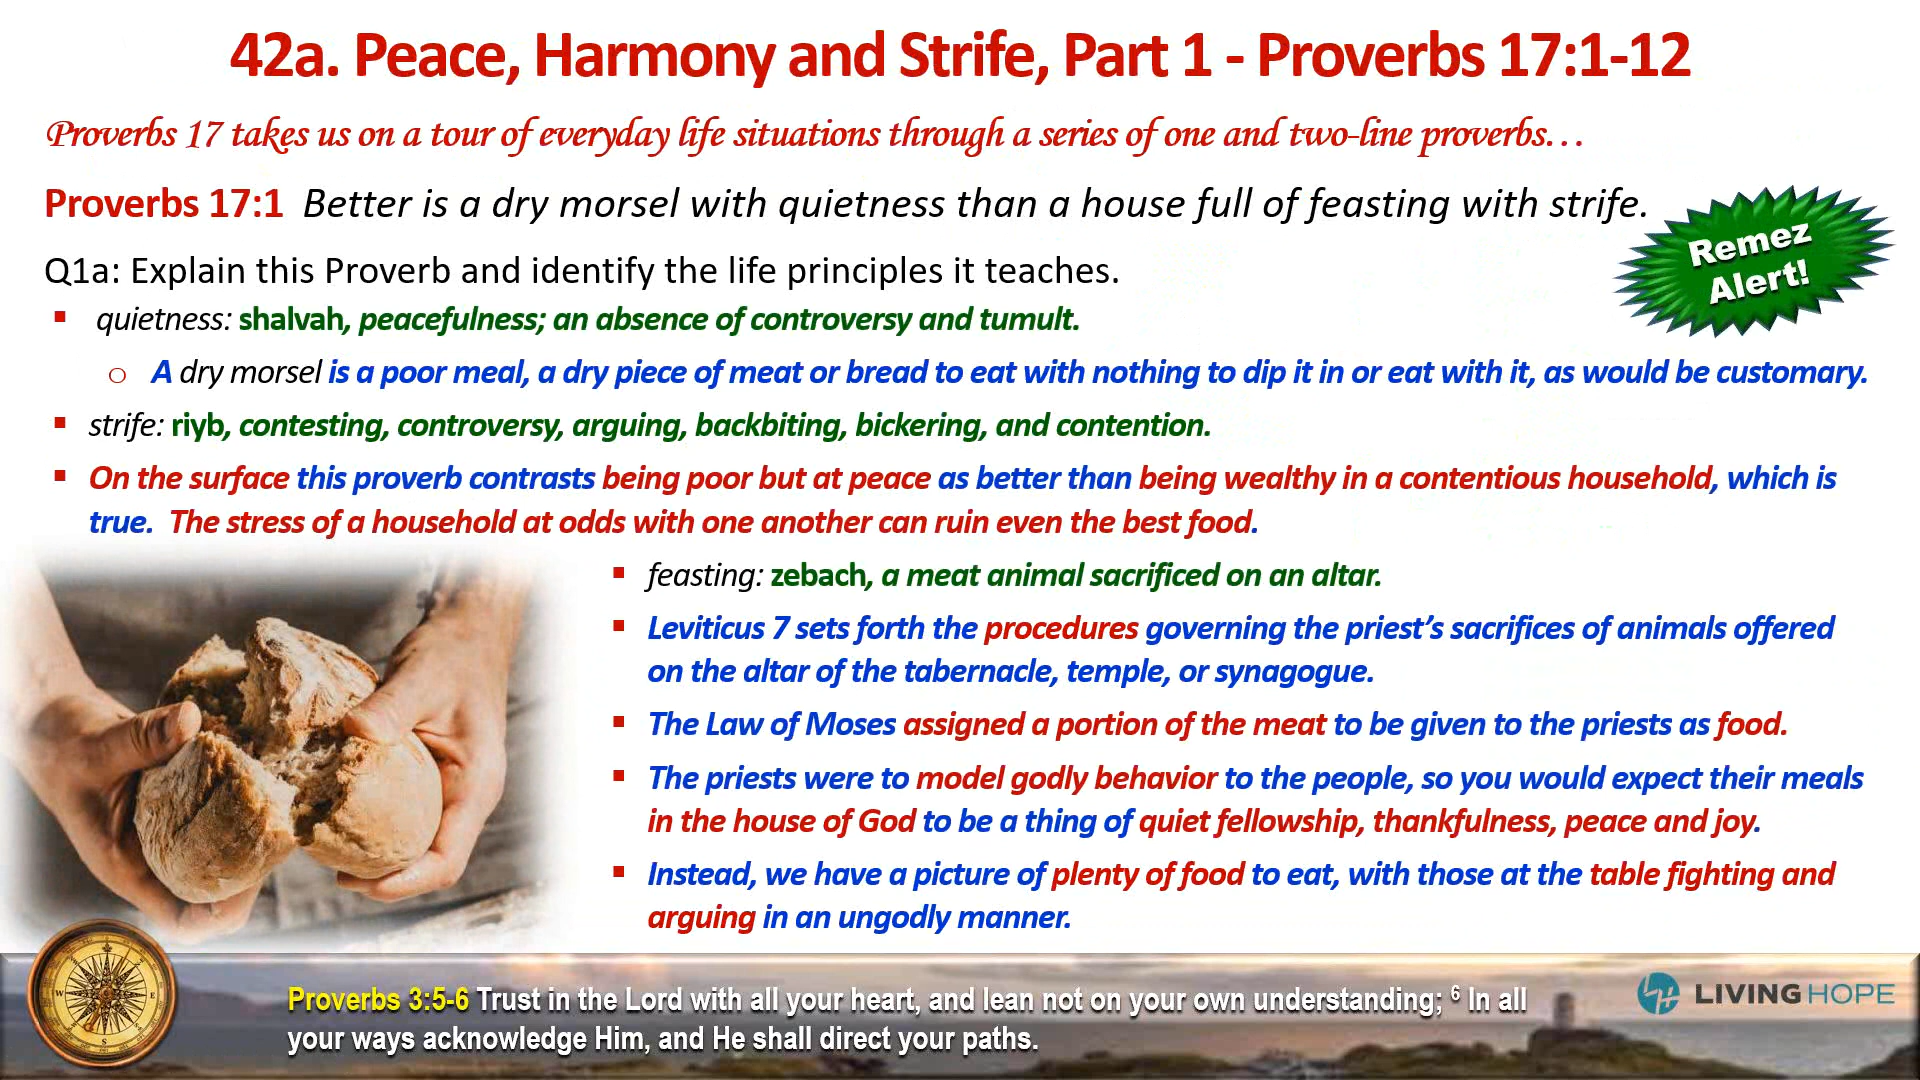 42a. Peace, Harmony and Strife, Part 1 - Proverbs 17:1-12
Proverbs 17 takes us on a tour of everyday life situations through a series of one and two-line proverbs…
Proverbs 17:1 Better is a dry morsel with quietness than a house full of feasting with strife.
Remez
Alert!
Q1a: Explain this Proverb and identify the life principles it teaches.
▪ quietness: shalvah, peacefulness; an absence of controversy and tumult.
o A dry morsel is a poor meal, a dry piece of meat or bread to eat with nothing to dip it in or eat with it, as would be customary.
▪ strife: riyb, contesting, controversy, arguing, backbiting, bickering, and contention.
▪ On the surface this proverb contrasts being poor but at peace as better than being wealthy in a contentious household, which is
true. The stress of a household at odds with one another can ruin even the best food.
▪ feasting: zebach, a meat animal sacrificed on an altar.
▪ Leviticus 7 sets forth the procedures governing the priest’s sacrifices of animals offered
on the altar of the tabernacle, temple, or synagogue.
▪ The Law of Moses assigned a portion of the meat to be given to the priests as food.
▪ The priests were to model godly behavior to the people, so you would expect their meals
in the house of God to be a thing of quiet fellowship, thankfulness, peace and joy.
▪ Instead, we have a picture of plenty of food to eat, with those at the table fighting and
arguing in an ungodly manner.
N
W
E
S
Proverbs 3:5-6 Trust in the Lord with all your heart, and lean not on your own understanding; 6 In all
your ways acknowledge Him, and He shall direct your paths.
LH LIVING HOPE